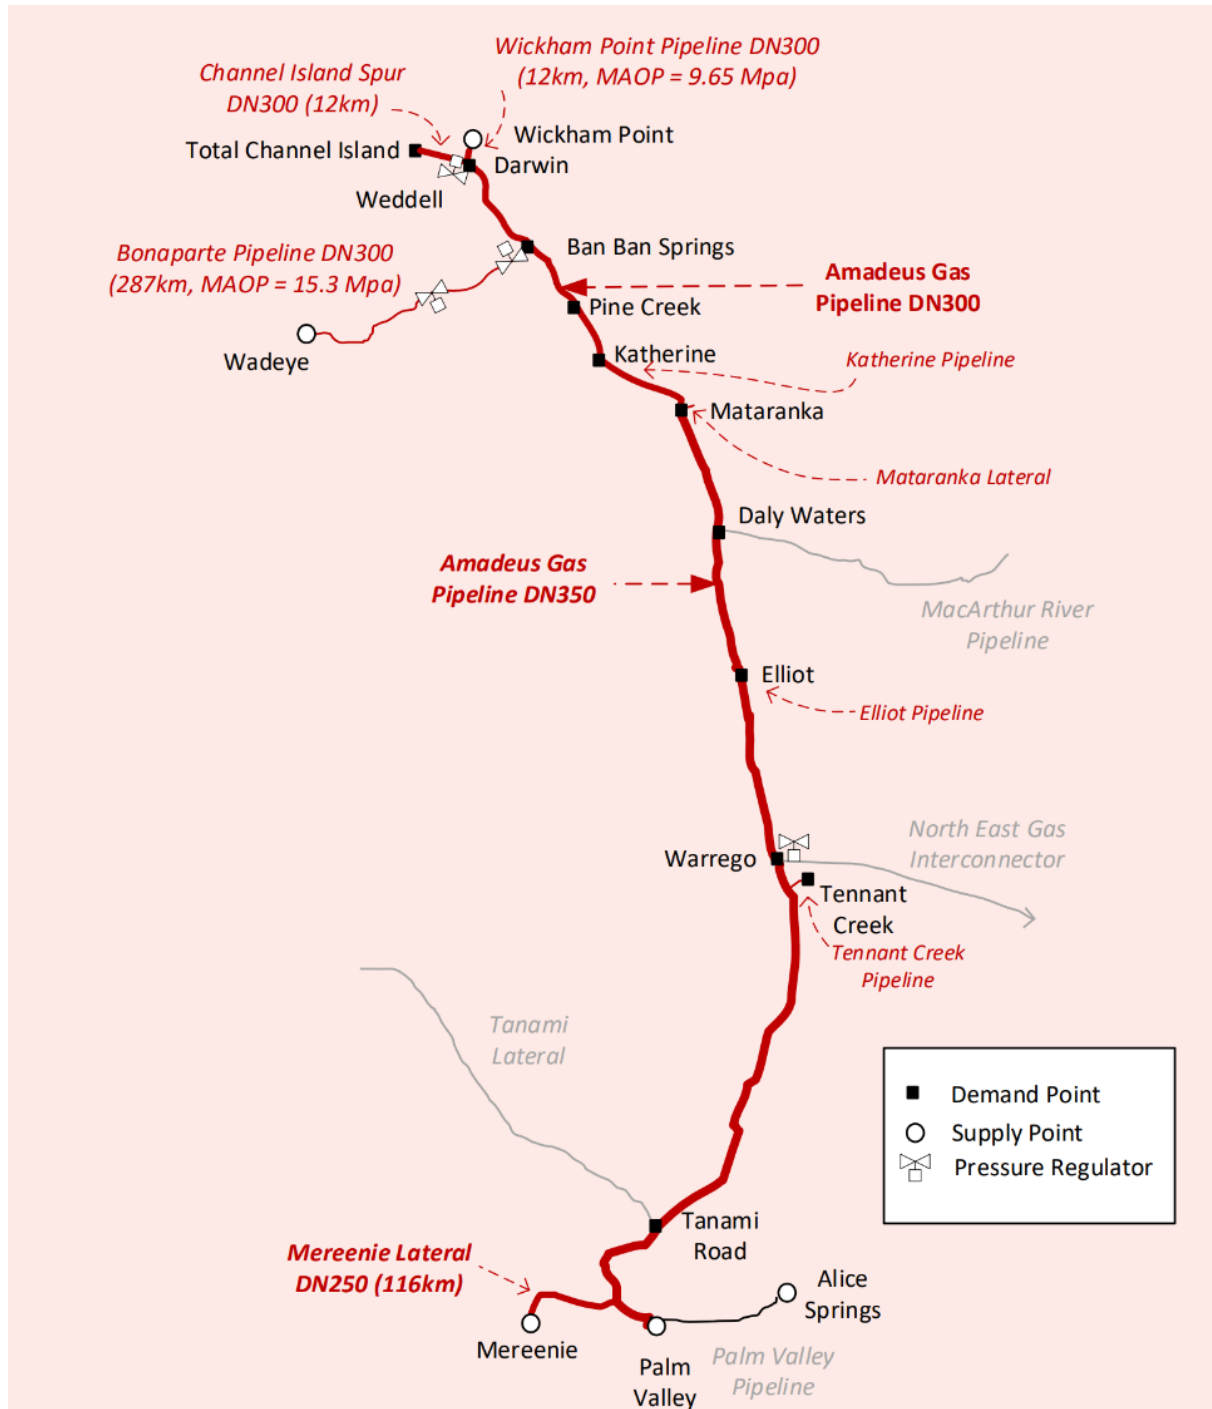 Wickham Point Pipeline DN300
(12km, MAOP = 9.65 Mpa)
Channel Island Spur
DN300 (12km)
Wickham Point
Total Channel Island
Darwin
Weddell
Ban Ban Springs
Bonaparte Pipeline DN300
(287km, MAOP = 15.3 Mpa)
Amadeus Gas
Pipeline DN300
Pine Creek
Wadeye
Katherine
Katherine Pipeline
Mataranka
Mataranka Lateral
Daly Waters
Amadeus Gas
Pipeline DN350
MacArthur River
Pipeline
Elliot
Elliot Pipeline
North East Gas
Interconnector
Warrego
Tennant
Creek
Tennant Creek
Pipeline
Tanami
Lateral
Demand Point
Supply Point
Pressure Regulator
Tanami
Road
Mereenie Lateral
DN250 (116km)
Alice
Springs
Mereenie
Palm
Valley
Palm Valley
Pipeline